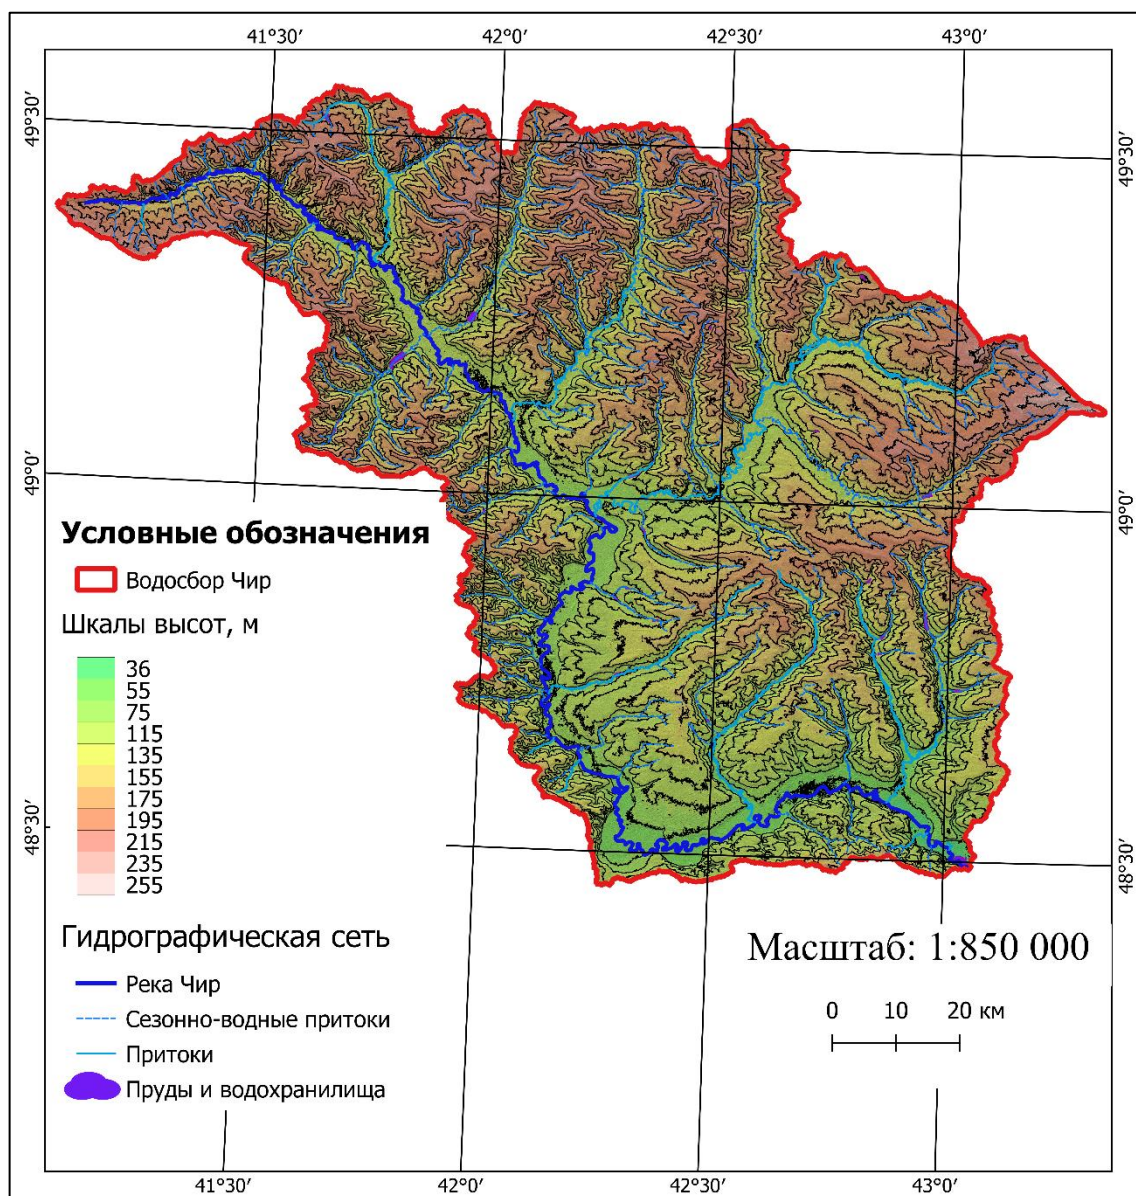 41°30′ 42°0′ 42°30′ 43°0′
49°30′
49°30′
49°0′
49°0′
48°30′
48°30′
Условные обозначения
Водосбор Чир
Шкалы высот, м
36
55
75
115
135
155
175
195
215
235
255
Гидрографическая сеть
Река Чир
Сезонно-водные притоки
Притоки
Пруды и водохранилища
Масштаб: 1:850 000
0 10 20 км
41°30′ 42°0′ 42°30′ 43°0′